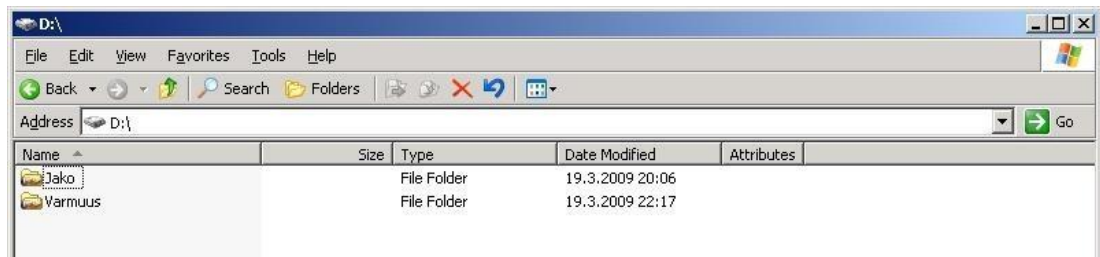 D:\
File Edit View Favorites Tools Help
Back Search Folders
Address D:\ Go
Name Size Type Date Modified Attributes
Jako File Folder 19.3.2009 20:06
Varmuus File Folder 19.3.2009 22:17